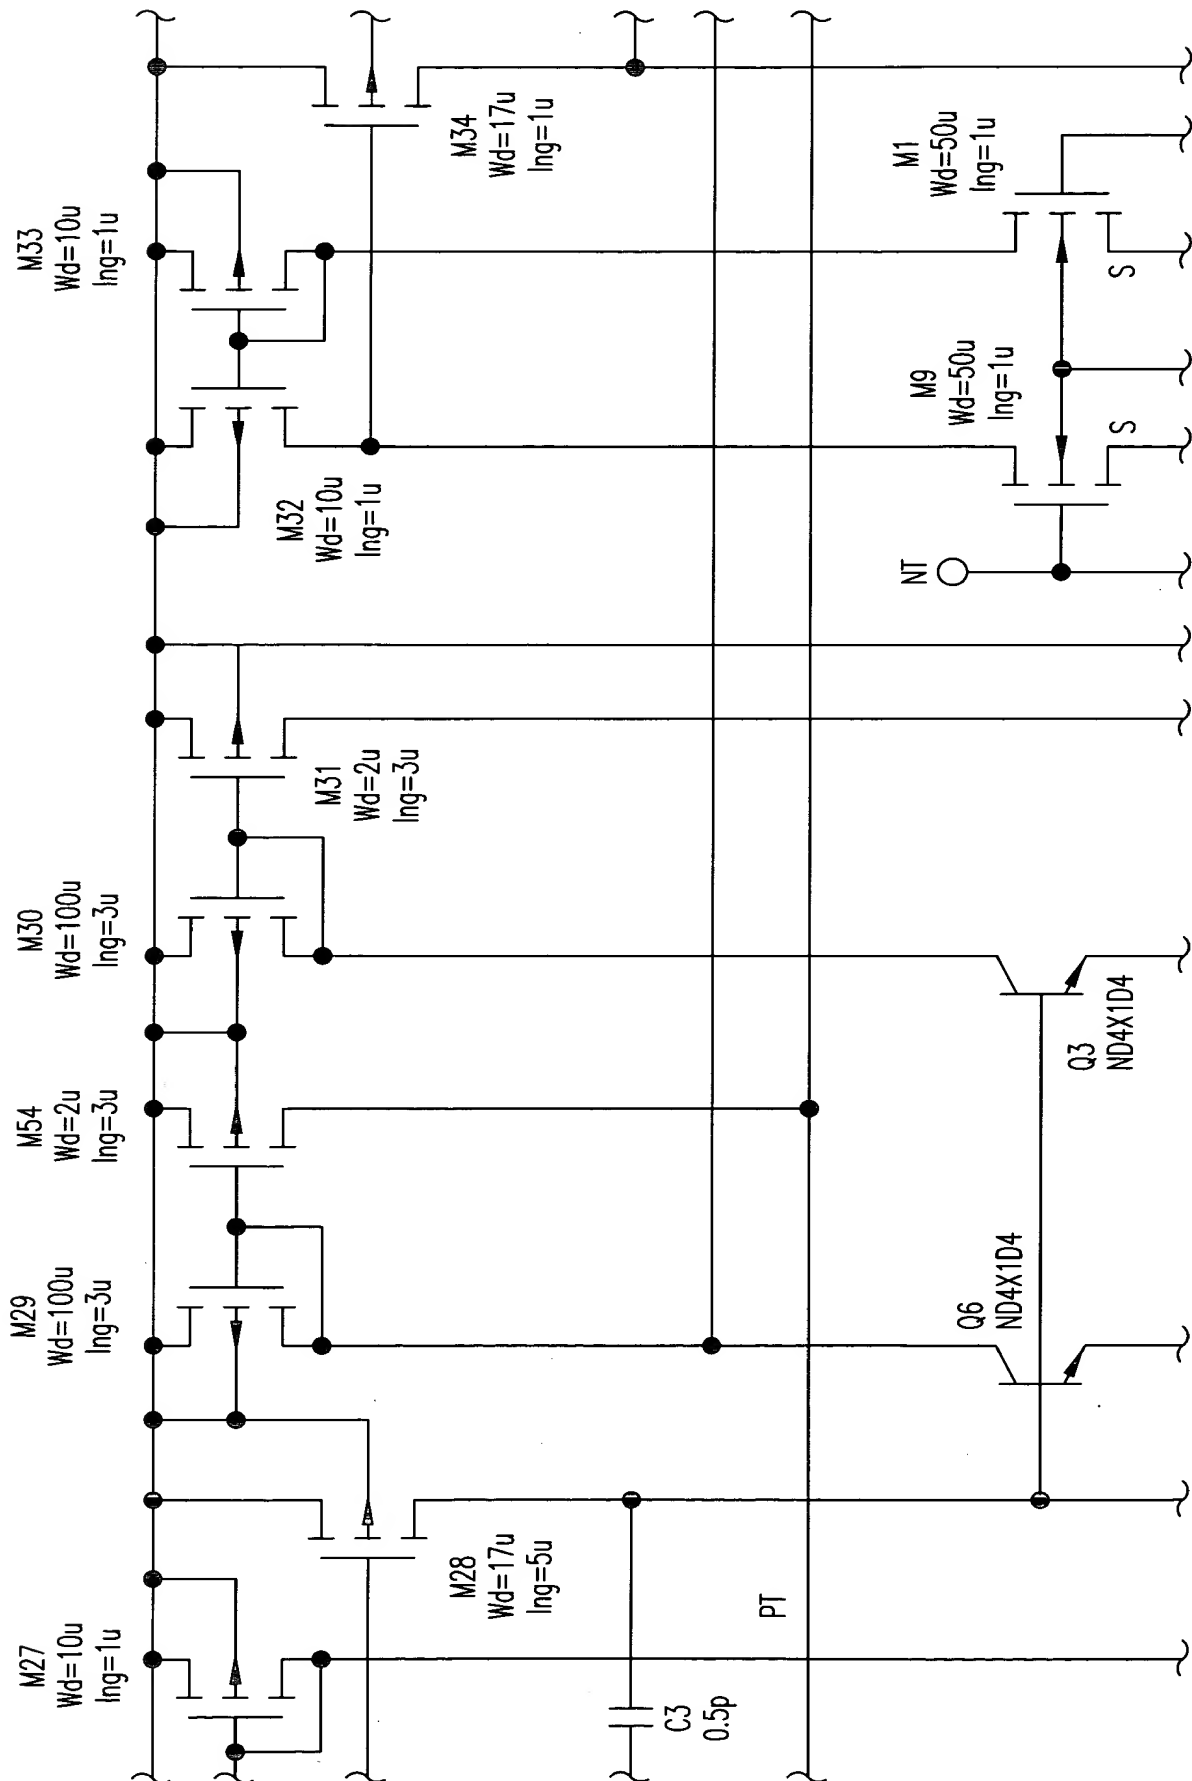 M27
Wd=10u
lng=1u
M28
Wd=17u
lng=5u
C3
0.5p
PT
M29
Wd=100u
lng=3u
Q6
ND4X1D4
M54
Wd=2u
lng=3u
M30
Wd=100u
lng=3u
Q3
ND4X1D4
M31
Wd=2u
lng=3u
NT
M32
Wd=10u
lng=1u
M9
Wd=50u
lng=1u
S
M33
Wd=10u
lng=1u
M34
Wd=17u
lng=1u
M1
Wd=50u
lng=1u
S